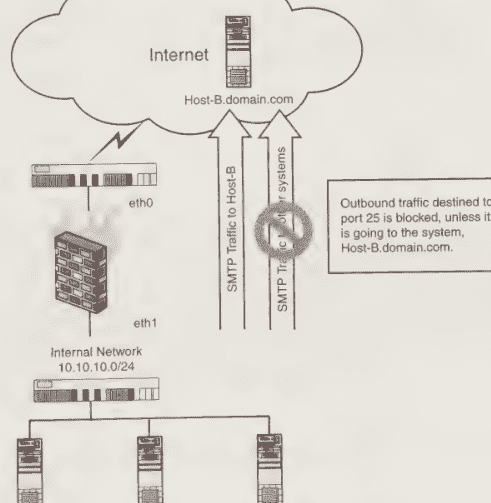 Internet
Host-B.domain.com
eth0
SMTP Traffic to Host-B
SMTP Traffic to other systems
Outbound traffic destined to
port 25 is blocked, unless it
is going to the system,
Host-B.domain.com.
eth1
Internal Network
10.10.10.0/24